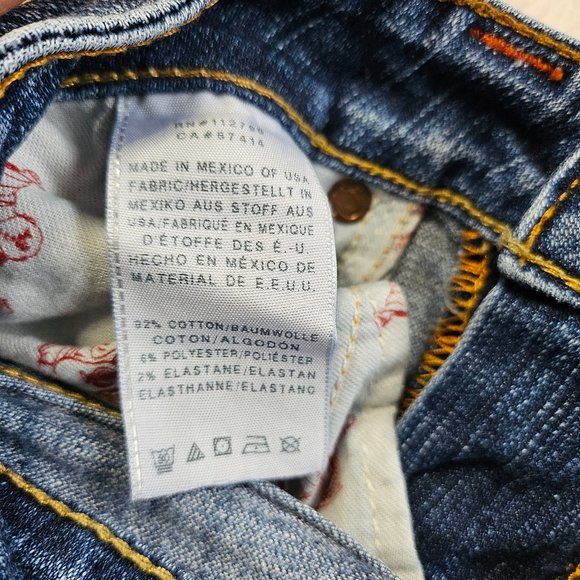 RN#112790
CA#67414
MADE IN MEXICO OF USA
FABRIC/HERGESTELLT IN
MEXIKO AUS STOFF AUS
USA/FABRIQUÉ EN MEXIQUE
D'ÉTOFFE DES É.-U.
HECHO EN MÉXICO DE
MATERIAL DE E.E.U.U.
92% COTTON/BAUMWOLLE
COTON/ALGODÓN
6% POLYESTER/POLIÉSTER
2% ELASTANE/ELASTAN
ELASTHANNE/ELASTANO